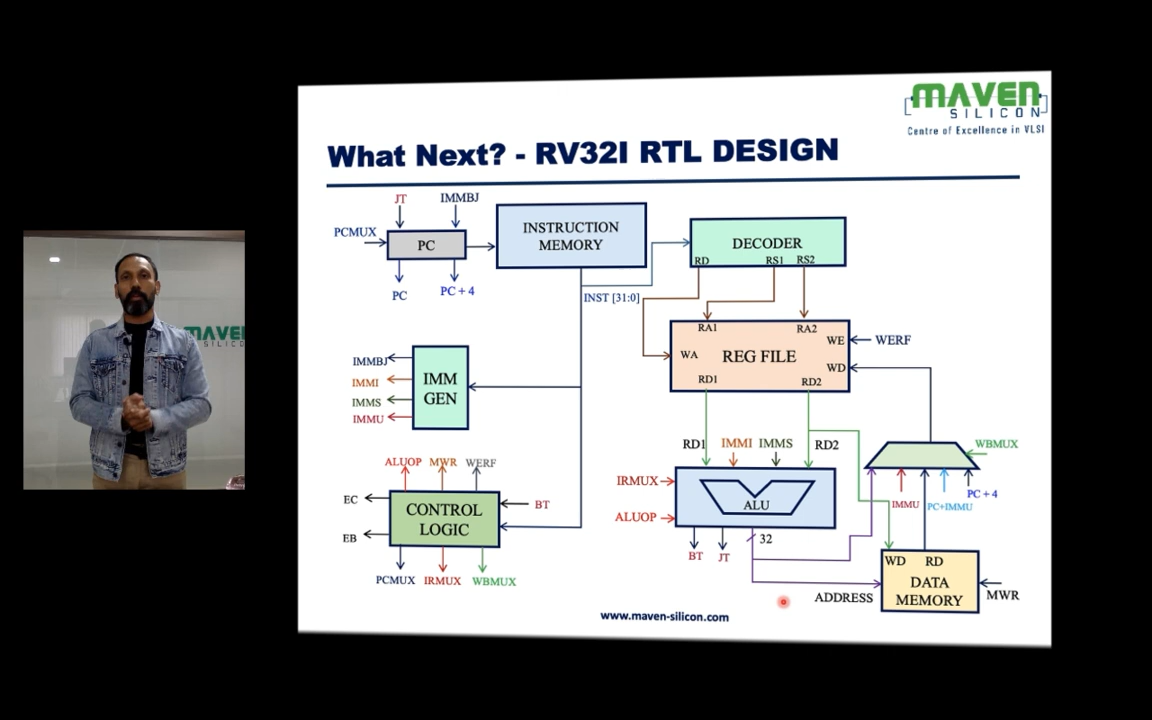 MAVEN
SILICON
Centre of Excellence in VLSI
What Next? - RV32I RTL DESIGN
JT
IMMBJ
PCMUX
PC
PC
PC + 4
INSTRUCTION
MEMORY
INST [31:0]
DECODER
RD
RS1
RS2
RA1
RA2
WA
REG FILE
WE
WERF
WD
RD1
RD2
IMMBJ
IMMI
IMMS
IMMU
IMM
GEN
RD1
IMMI
IMMS
RD2
WBMUX
IMMU
PC+IMMU
PC + 4
IRMUX
ALUOP
ALU
BT
JT
32
ALUOP
MWR
WERF
EC
EB
CONTROL
LOGIC
BT
PCMUX
IRMUX
WBMUX
WD
RD
DATA
MEMORY
ADDRESS
MWR
www.maven-silicon.com
MAVEN
SILICO